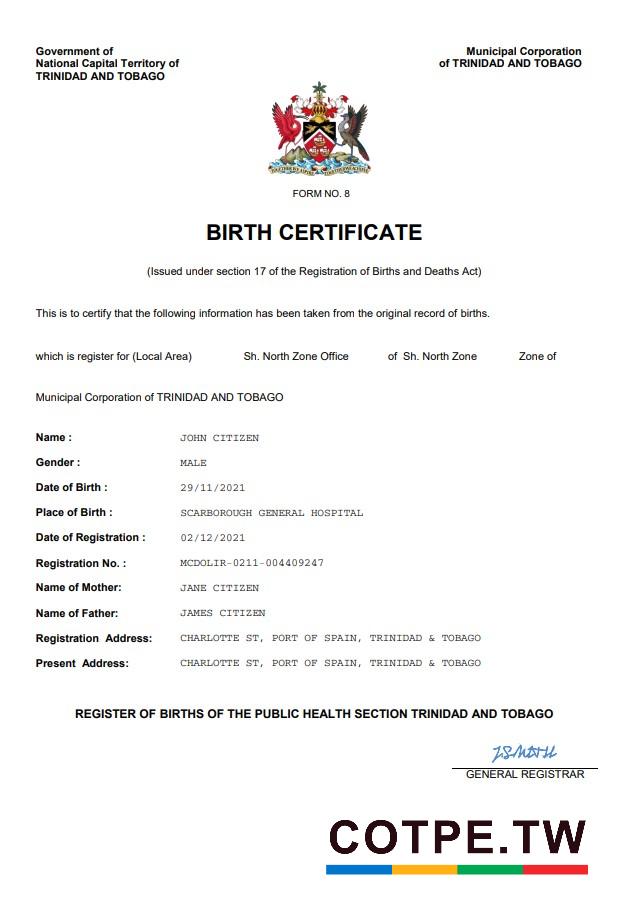 Government of
National Capital Territory of
TRINIDAD AND TOBAGO
Municipal Corporation
of TRINIDAD AND TOBAGO
TOGETHER WE ASPIRE TOGETHER WE ACHIEVE
FORM NO. 8
BIRTH CERTIFICATE
(Issued under section 17 of the Registration of Births and Deaths Act)
This is to certify that the following information has been taken from the original record of births.
which is register for (Local Area) Sh. North Zone Office of Sh. North Zone Zone of
Municipal Corporation of TRINIDAD AND TOBAGO
Name : JOHN CITIZEN
Gender : MALE
Date of Birth : 29/11/2021
Place of Birth : SCARBOROUGH GENERAL HOSPITAL
Date of Registration : 02/12/2021
Registration No. : MCDOLIR-0211-004409247
Name of Mother: JANE CITIZEN
Name of Father: JAMES CITIZEN
Registration Address: CHARLOTTE ST, PORT OF SPAIN, TRINIDAD & TOBAGO
Present Address: CHARLOTTE ST, PORT OF SPAIN, TRINIDAD & TOBAGO
REGISTER OF BIRTHS OF THE PUBLIC HEALTH SECTION TRINIDAD AND TOBAGO
GENERAL REGISTRAR
COTPE.TW